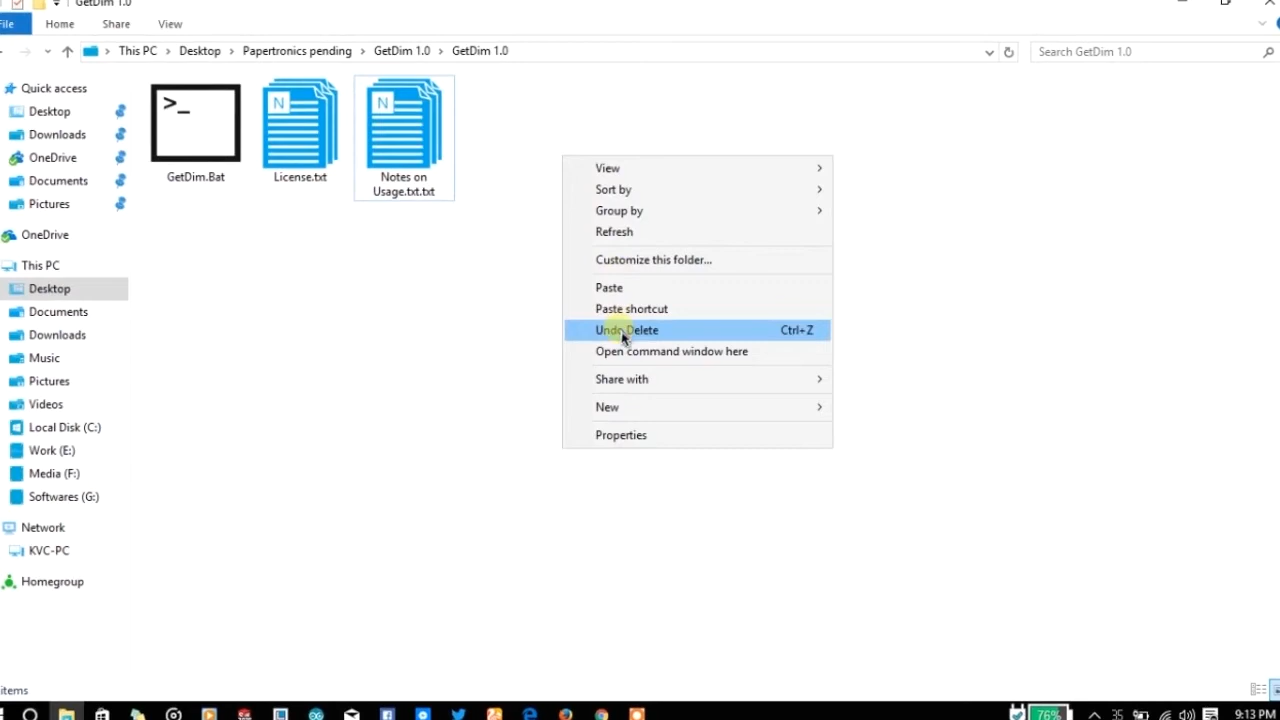 GetDim 1.0
File Home Share View
This PC > Desktop > Papertronics pending > GetDim 1.0 > GetDim 1.0
Search GetDim 1.0
Quick access
Desktop
Downloads
OneDrive
Documents
Pictures
OneDrive
This PC
Desktop
Documents
Downloads
Music
Pictures
Videos
Local Disk (C:)
Work (E:)
Media (F:)
Softwares (G:)
Network
KVC-PC
Homegroup
>_
GetDim.Bat
N
License.txt
N
Notes on
Usage.txt.txt
View
Sort by
Group by
Refresh
Customize this folder...
Paste
Paste shortcut
Undo Delete Ctrl+Z
Open command window here
Share with
New
Properties
items
76%
35
9:13 PM